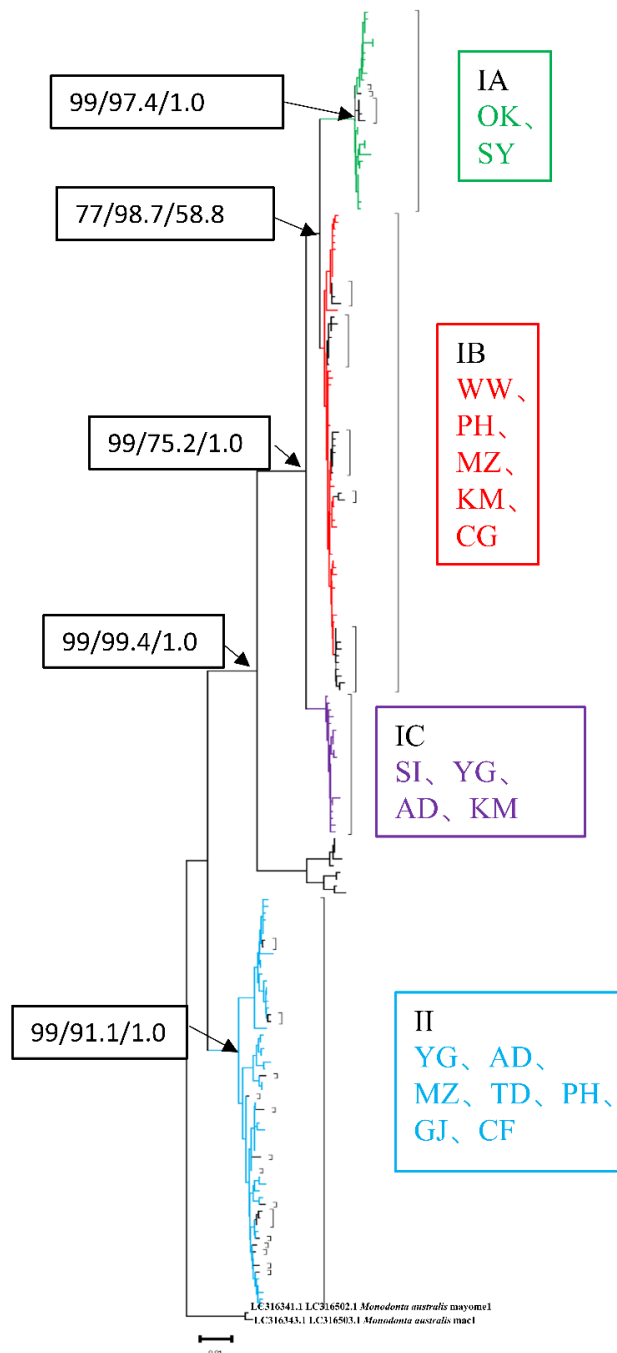 99/97.4/1.0
IA
OK、
SY
77/98.7/58.8
IB
WW、
PH、
MZ、
KM、
CG
99/75.2/1.0
99/99.4/1.0
IC
SI、YG、
AD、KM
99/91.1/1.0
II
YG、AD、
MZ、TD、PH、
GJ、CF
LC316341.1 LC316502.1 Monodonta australis mayome1
LC316343.1 LC316503.1 Monodonta australis mac1